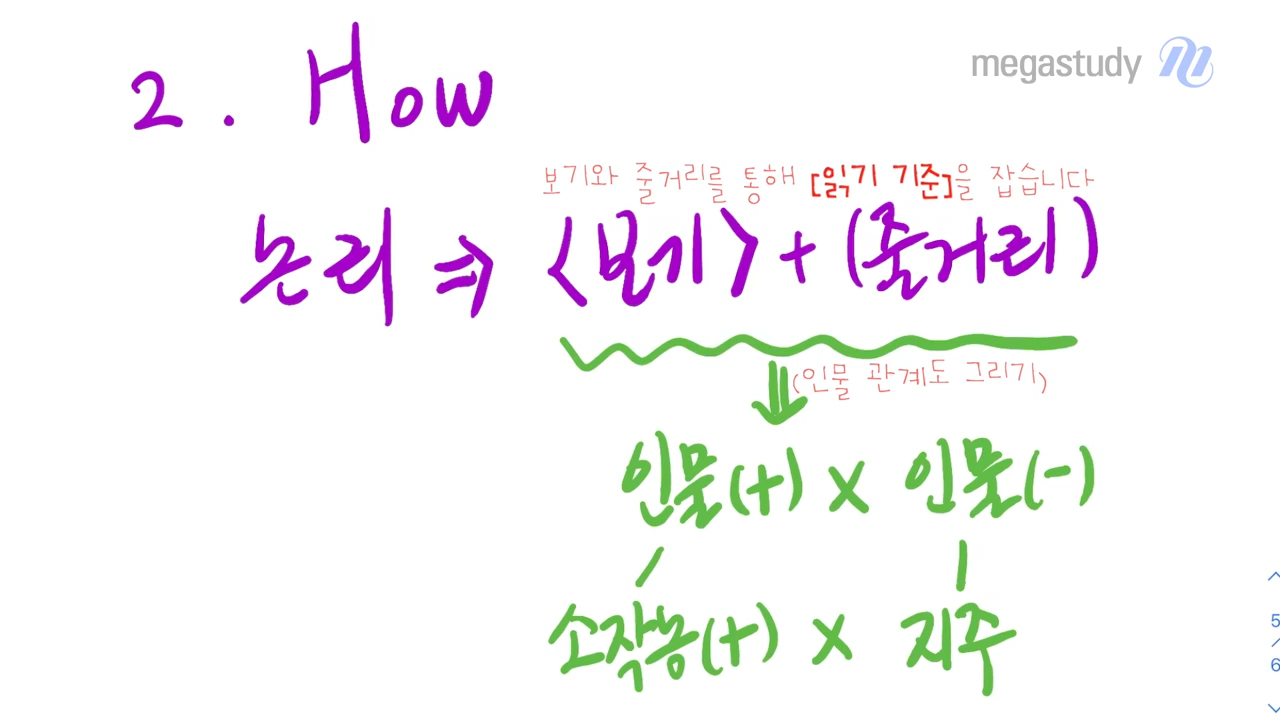 megastudy
2. How
보기와 줄거리를 통해 [읽기 기준]을 잡습니다
논리 ⇒ <보기> + (줄거리)
(인물 관계도 그리기)
인물(+) X 인물(-)
소작농(+) X 지주
5
6